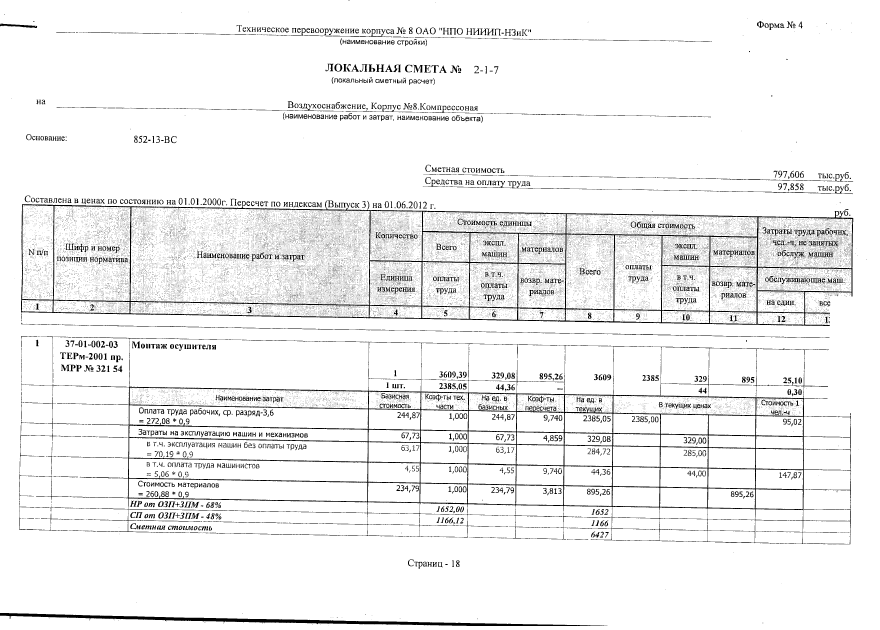 Форма № 4
Техническое перевооружение корпуса № 8 ОАО "НПО НИИИП-НЗиК"
(наименование стройки)
ЛОКАЛЬНАЯ СМЕТА № 2-1-7
(локальный сметный расчет)
на Воздухоснабжение, Корпус №8.Компрессоная
(наименование работ и затрат, наименование объекта)
Основание: 852-13-ВС
Сметная стоимость 797,606 тыс.руб.
Средства на оплату труда 97,858 тыс.руб.
Составлена в ценах по состоянию на 01.01.2000г. Пересчет по индексам (Выпуск 3) на 01.06.2012 г.
руб.
N п/п Шифр и номер позиции норматива Наименование работ и затрат Количество Стоимость единицы Общая стоимость Затраты труда рабочих, чел.-ч, не занятых обслуж. машин
Всего экспл. машин материалов Всего оплаты труда экспл. машин материалов
Единица измерения оплаты труда в т.ч. оплаты труда возвр. мате-риалов в т.ч. оплаты труда возвр. мате-риалов обслуживающие маш.
на един. все
1 2 3 4 5 6 7 8 9 10 11 12 1
1 37-01-002-03 Монтаж осушителя
ТЕРм-2001 пр.
МРР № 321 54 1 3609,39 329,08 895,26 3609 2385 329 895 25,10
1 шт. 2385,05 44,36 -- 44 0,30
Наименование затрат Базисная стоимость Коэф-ты тех. части На ед. в базисных Коэф-ты пересчета На ед. в текущих В текущих ценах Стоимость 1 чел.-ч
Оплата труда рабочих, ср. разряд-3,6 244,87 1,000 244,87 9,740 2385,05 2385,00 95,02
= 272,08 * 0,9
Затраты на эксплуатацию машин и механизмов 67,73 1,000 67,73 4,859 329,08 329,00
в т.ч. эксплуатация машин без оплаты труда 63,17 1,000 63,17 284,72 285,00
= 70,19 * 0,9
в т.ч. оплата труда машинистов 4,55 1,000 4,55 9,740 44,36 44,00 147,87
= 5,06 * 0,9
Стоимость материалов 234,79 1,000 234,79 3,813 895,26 895,26
= 260,88 * 0,9
НР от ОЗП+ЗПМ - 68% 1652,00 1652
СП от ОЗП+ЗПМ - 48% 1166,12 1166
Сметная стоимость 6427
Страниц - 18